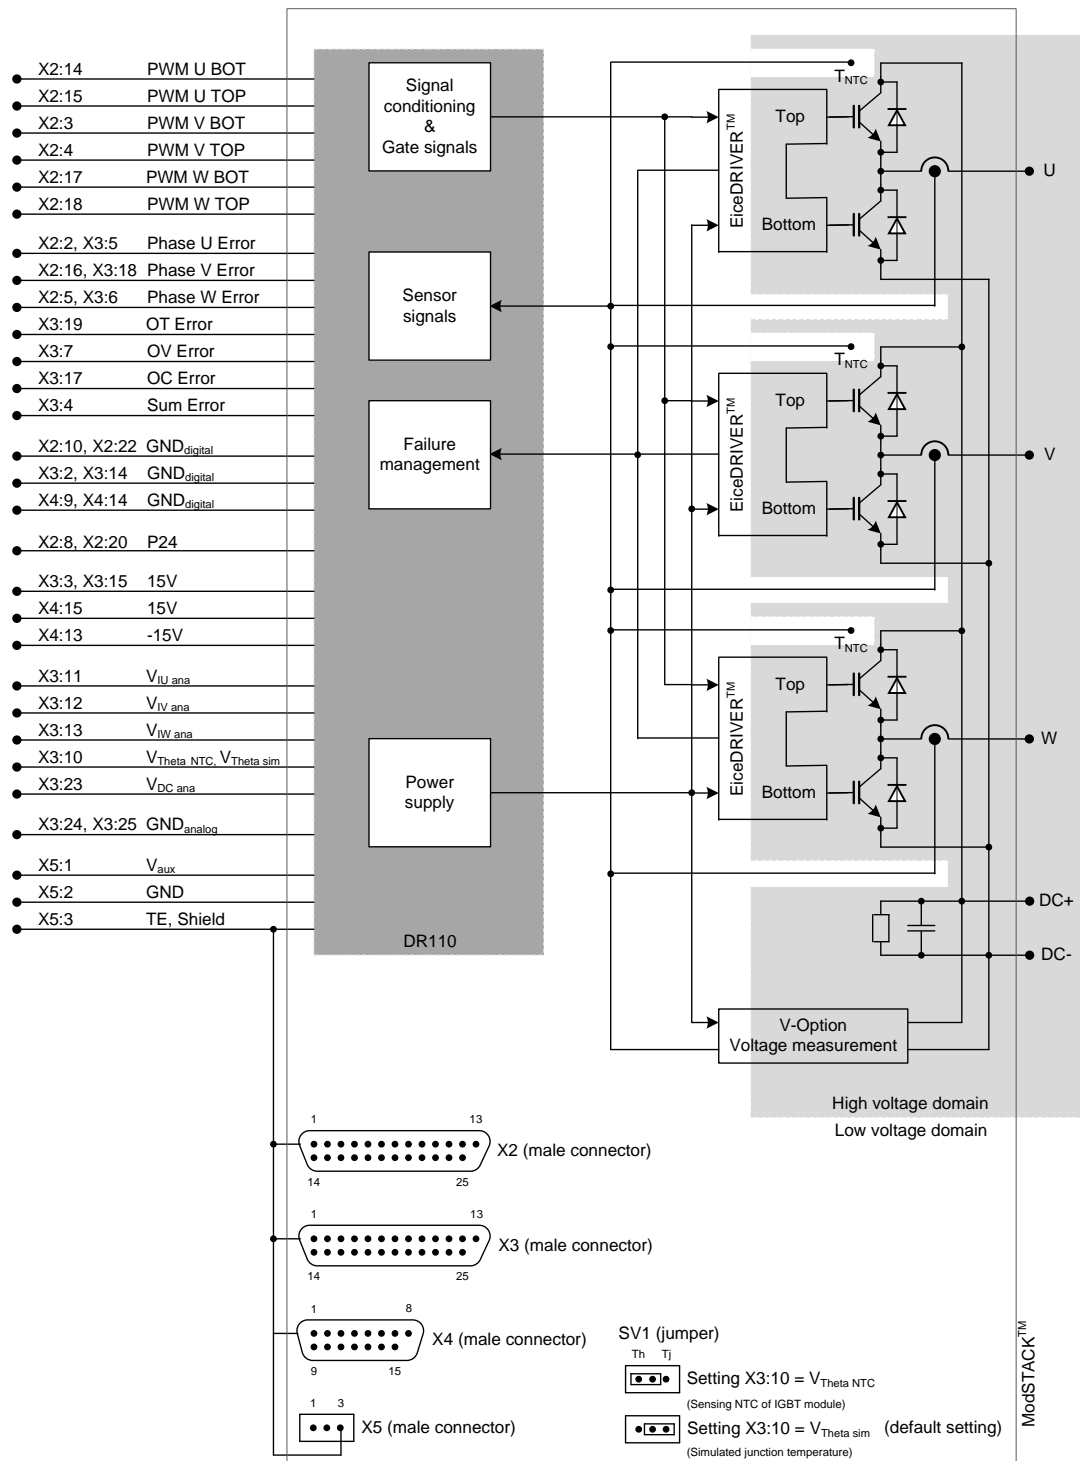 X2:14 PWM U BOT
X2:15 PWM U TOP
X2:3 PWM V BOT
X2:4 PWM V TOP
X2:17 PWM W BOT
X2:18 PWM W TOP
X2:2, X3:5 Phase U Error
X2:16, X3:18 Phase V Error
X2:5, X3:6 Phase W Error
X3:19 OT Error
X3:7 OV Error
X3:17 OC Error
X3:4 Sum Error
X2:10, X2:22 GNDdigital
X3:2, X3:14 GNDdigital
X4:9, X4:14 GNDdigital
X2:8, X2:20 P24
X3:3, X3:15 15V
X4:15 15V
X4:13 -15V
X3:11 VIU ana
X3:12 VIV ana
X3:13 VIW ana
X3:10 VTheta NTC, VTheta sim
X3:23 VDC ana
X3:24, X3:25 GNDanalog
X5:1 Vaux
X5:2 GND
X5:3 TE, Shield
Signal
conditioning
&
Gate signals
Sensor
signals
Failure
management
Power
supply
DR110
TNTC
EiceDRIVER™
Top
Bottom
U
TNTC
EiceDRIVER™
Top
Bottom
V
TNTC
EiceDRIVER™
Top
Bottom
W
DC+
DC-
V-Option
Voltage measurement
High voltage domain
Low voltage domain
1 13
X2 (male connector)
14 25
1 13
X3 (male connector)
14 25
1 8
X4 (male connector)
9 15
1 3
X5 (male connector)
SV1 (jumper)
Th Tj
Setting X3:10 = VTheta NTC
(Sensing NTC of IGBT module)
Setting X3:10 = VTheta sim (default setting)
(Simulated junction temperature)
ModSTACK™